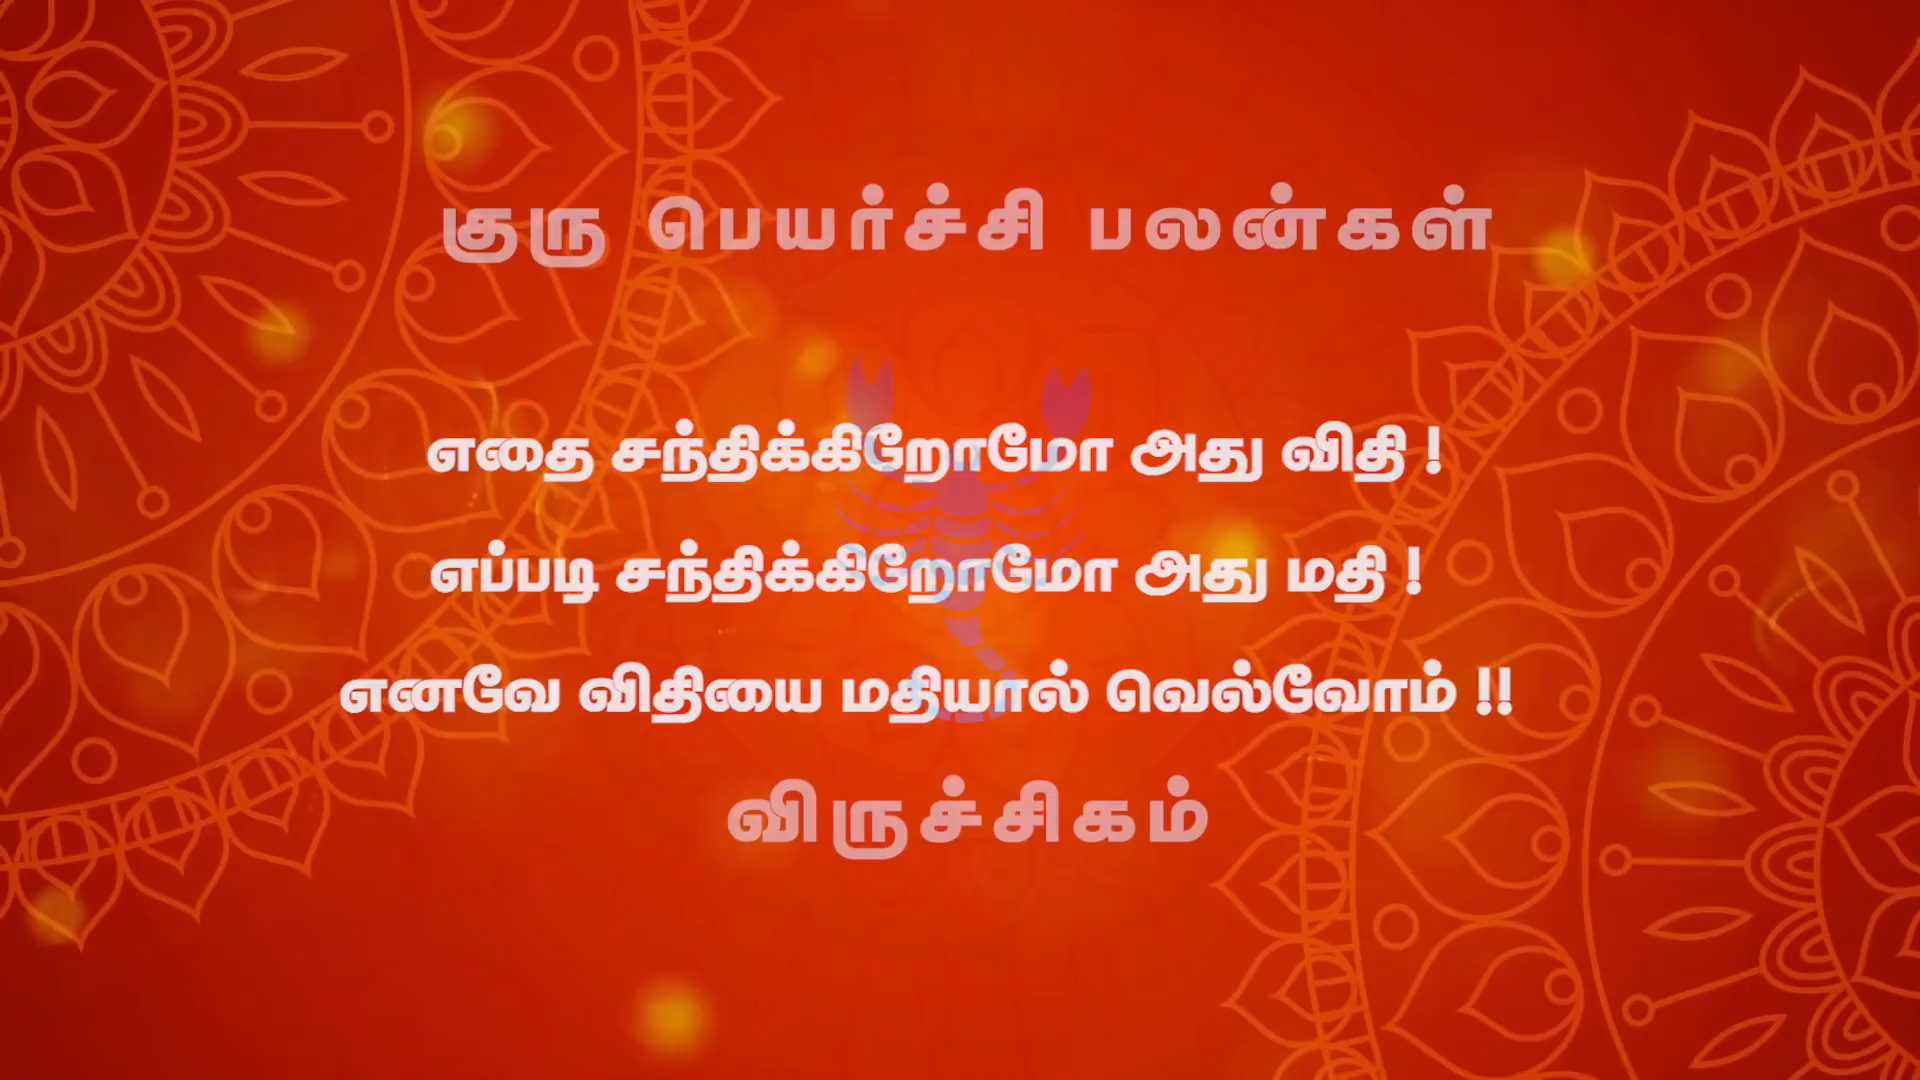 குரு பெயர்ச்சி பலன்கள்
எதை சந்திக்கிறோமோ அது விதி !
எப்படி சந்திக்கிறோமோ அது மதி !
எனவே விதியை மதியால் வெல்வோம் !!
விருச்சிகம்